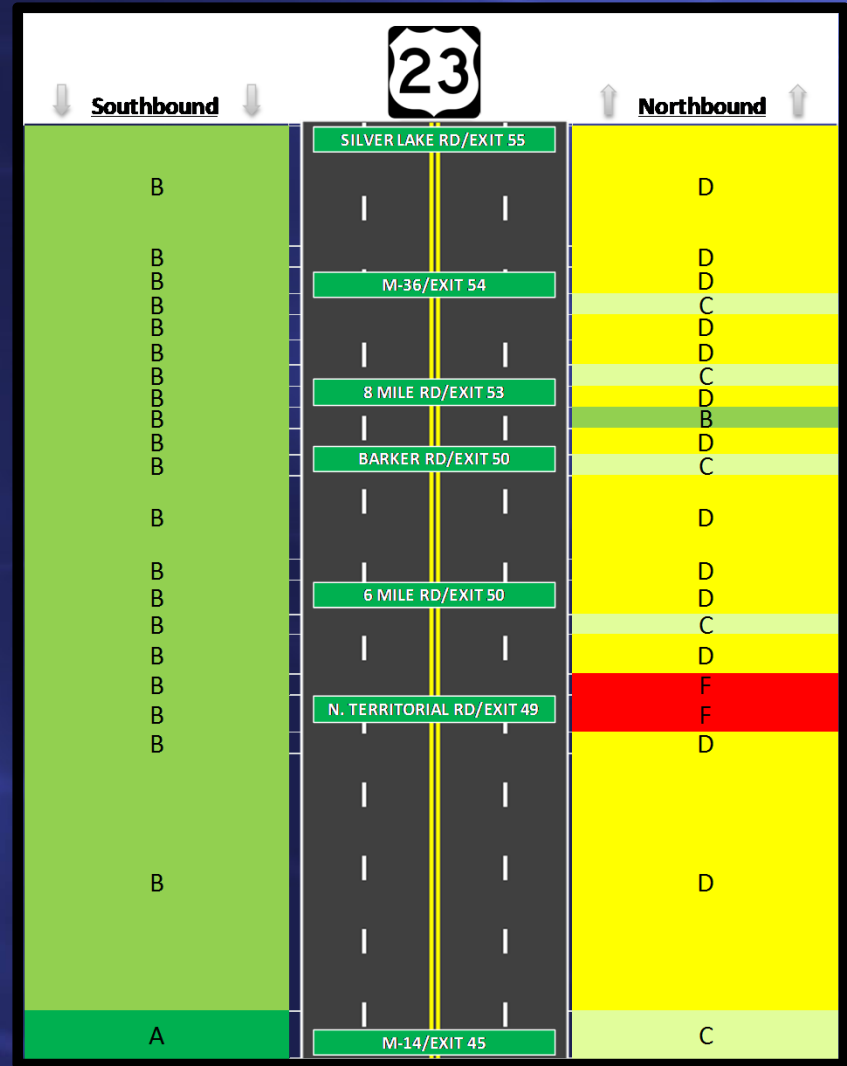 23
Southbound Northbound
SILVER LAKE RD/EXIT 55
B D
B D
B D
M-36/EXIT 54
B C
B D
B D
B C
8 MILE RD/EXIT 53
B D
B B
B D
BARKER RD/EXIT 50
B C
B D
B D
6 MILE RD/EXIT 50
B D
B C
B D
B F
N. TERRITORIAL RD/EXIT 49
B F
B D
B D
A C
M-14/EXIT 45